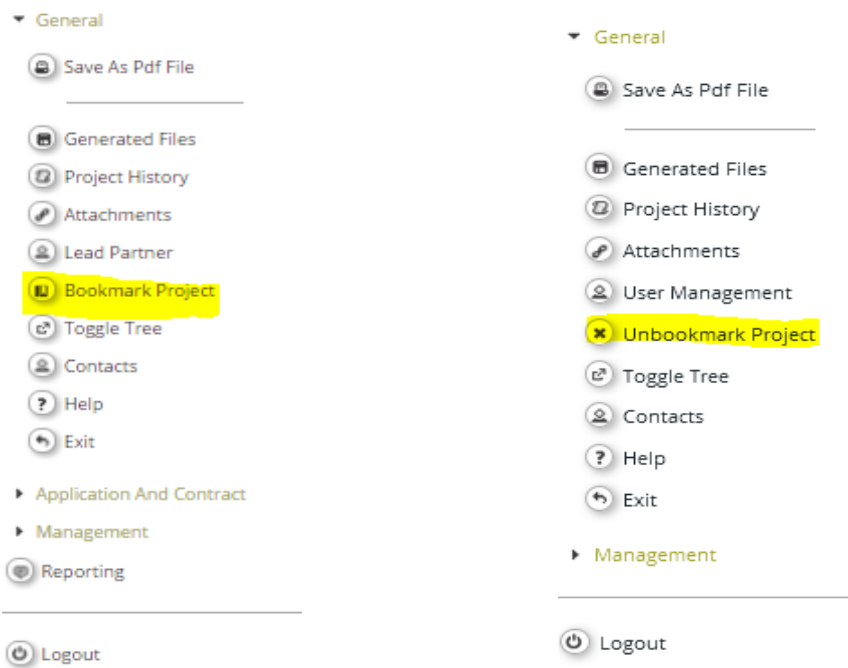 General
Save As Pdf File
Generated Files
Project History
Attachments
Lead Partner
Bookmark Project
Toggle Tree
Contacts
Help
Exit
Application And Contract
Management
Reporting
Logout
General
Save As Pdf File
Generated Files
Project History
Attachments
User Management
Unbookmark Project
Toggle Tree
Contacts
Help
Exit
Management
Logout